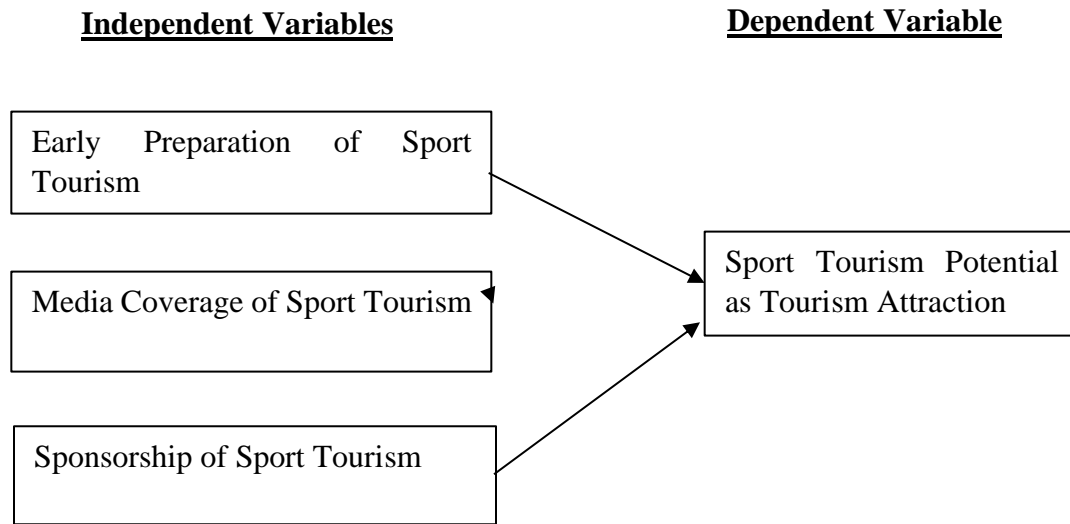 Independent Variables
Dependent Variable
Early Preparation of Sport
Tourism
Media Coverage of Sport Tourism
Sponsorship of Sport Tourism
Sport Tourism Potential
as Tourism Attraction